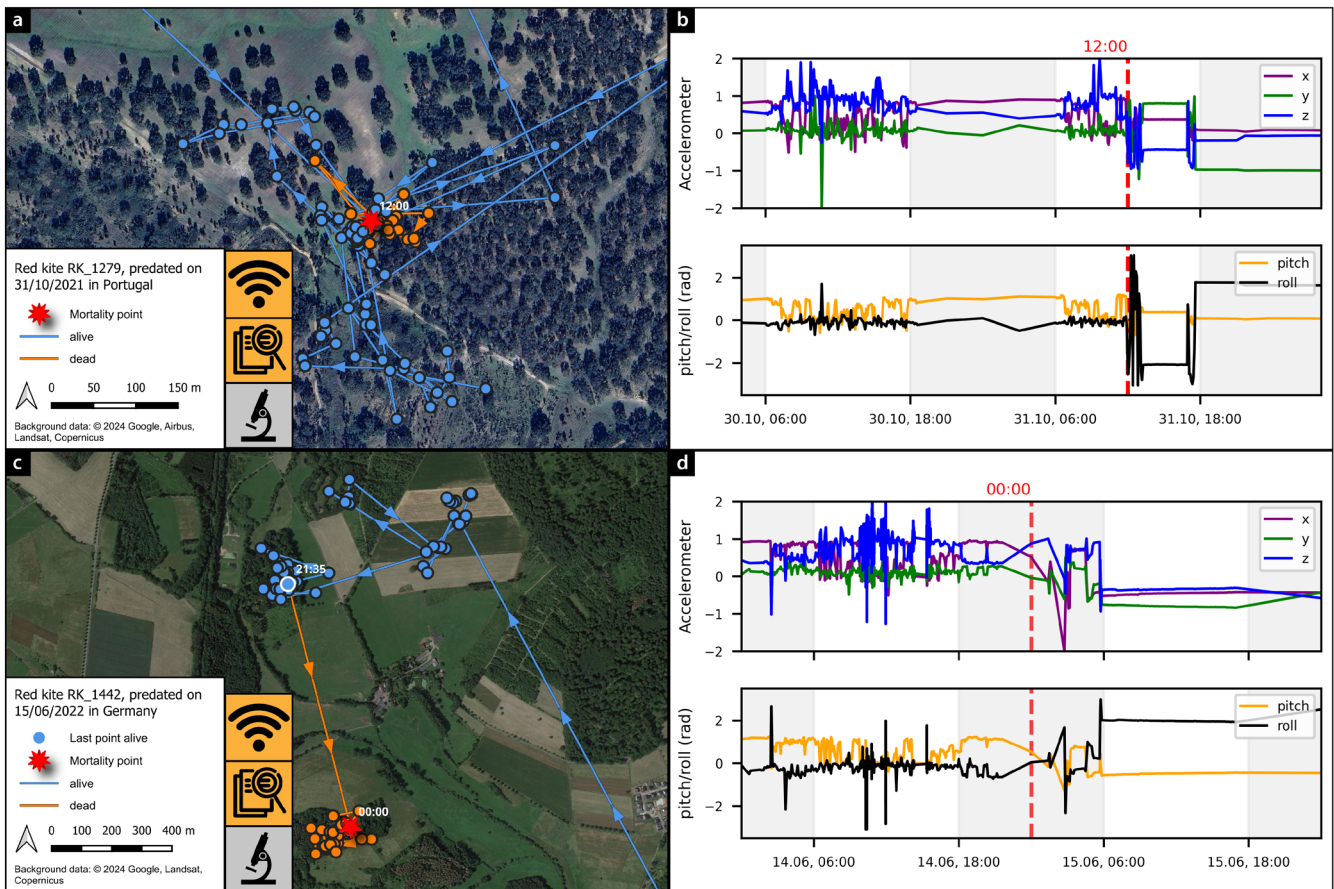 a
12:00
Red kite RK_1279, predated on
31/10/2021 in Portugal
Mortality point
alive
dead
0 50 100 150 m
Background data: © 2024 Google, Airbus,
Landsat, Copernicus
b
12:00
Accelerometer
2
1
0
−1
−2
x
y
z
pitch/roll (rad)
2
0
−2
pitch
roll
30.10, 06:00 30.10, 18:00 31.10, 06:00 31.10, 18:00
c
21:35
00:00
Red kite RK_1442, predated on
15/06/2022 in Germany
Last point alive
Mortality point
alive
dead
0 100 200 300 400 m
Background data: © 2024 Google, Landsat,
Copernicus
d
00:00
Accelerometer
2
1
0
−1
−2
x
y
z
pitch/roll (rad)
2
0
−2
pitch
roll
14.06, 06:00 14.06, 18:00 15.06, 06:00 15.06, 18:00